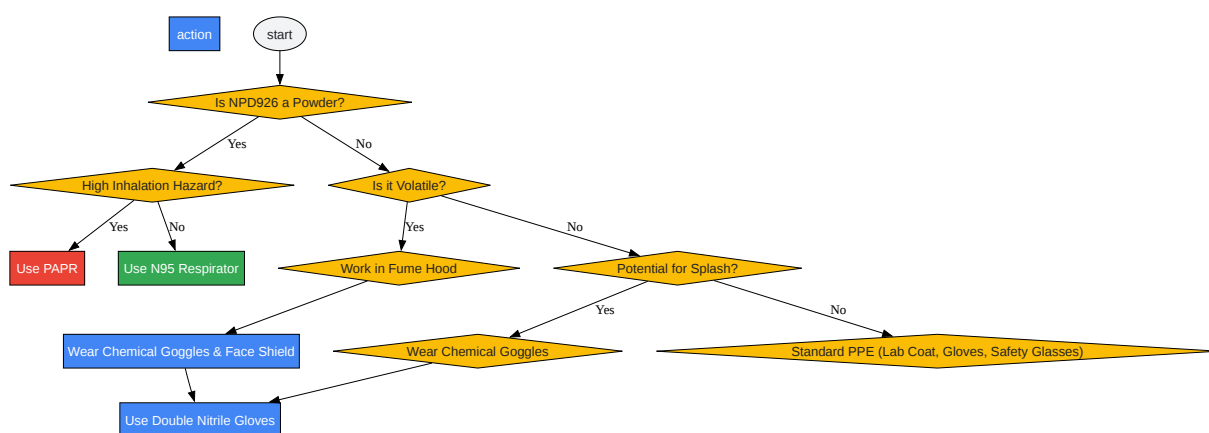 action
start
Is NPD926 a Powder?
Yes
No
High Inhalation Hazard?
Is it Volatile?
Yes
No
Yes
No
Use PAPR
Use N95 Respirator
Work in Fume Hood
Potential for Splash?
Yes
No
Wear Chemical Goggles & Face Shield
Wear Chemical Goggles
Standard PPE (Lab Coat, Gloves, Safety Glasses)
Use Double Nitrile Gloves